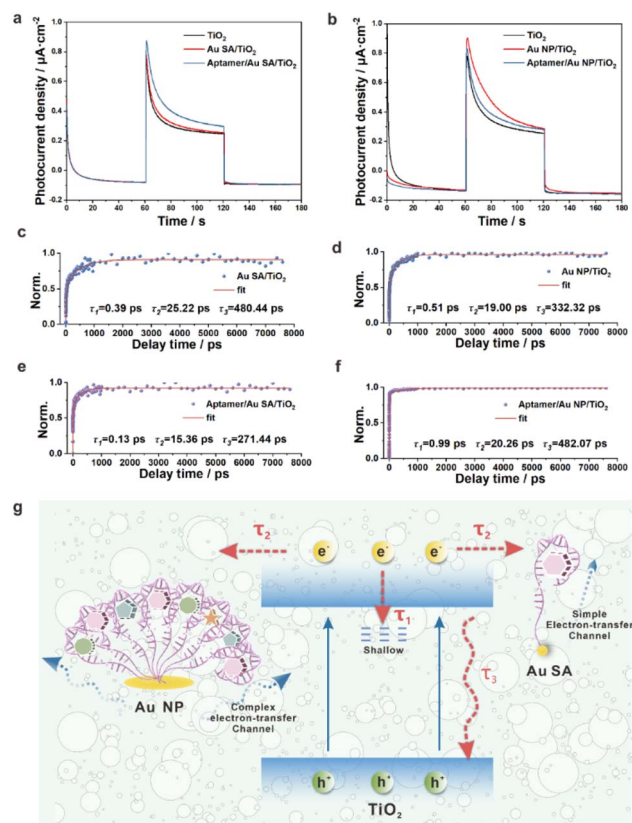 a
Photocurrent density / μA·cm⁻²
1.0
0.8
0.6
0.4
0.2
0.0
-0.2
TiO₂
Au SA/TiO₂
Aptamer/Au SA/TiO₂
0 20 40 60 80 100 120 140 160 180
Time / s
b
Photocurrent density / μA·cm⁻²
1.0
0.8
0.6
0.4
0.2
0.0
-0.2
TiO₂
Au NP/TiO₂
Aptamer/Au NP/TiO₂
0 20 40 60 80 100 120 140 160 180
Time / s
c
Norm.
1.0
0.5
0.0
Au SA/TiO₂
fit
τ₁=0.39 ps τ₂=25.22 ps τ₃=480.44 ps
0 1000 2000 3000 4000 5000 6000 7000 8000
Delay time / ps
d
Norm.
1.0
0.5
0.0
Au NP/TiO₂
fit
τ₁=0.51 ps τ₂=19.00 ps τ₃=332.32 ps
0 1000 2000 3000 4000 5000 6000 7000 8000
Delay time / ps
e
Norm.
1.0
0.5
0.0
Aptamer/Au SA/TiO₂
fit
τ₁=0.13 ps τ₂=15.36 ps τ₃=271.44 ps
0 1000 2000 3000 4000 5000 6000 7000 8000
Delay time / ps
f
Norm.
1.0
0.5
0.0
Aptamer/Au NP/TiO₂
fit
τ₁=0.99 ps τ₂=20.26 ps τ₃=482.07 ps
0 1000 2000 3000 4000 5000 6000 7000 8000
Delay time / ps
g
τ₂
e⁻ e⁻ e⁻
τ₂
τ₁
Shallow
τ₃
Simple
Electron-transfer
Channel
Au SA
Au NP
Complex
electron-transfer
Channel
h⁺ h⁺ h⁺
TiO₂